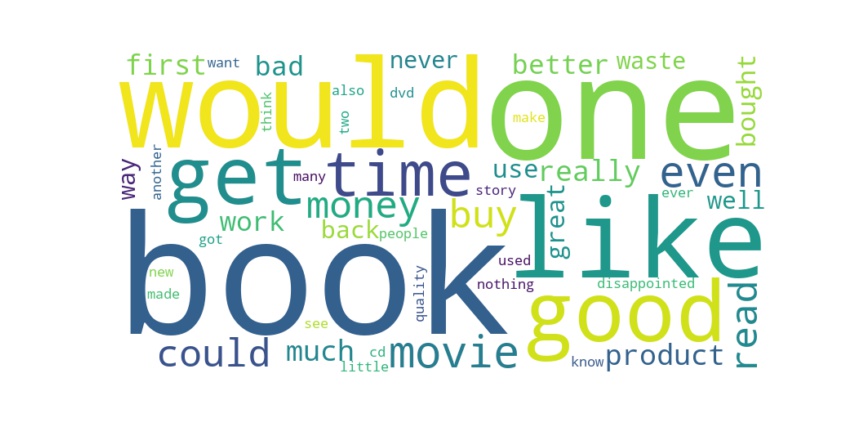 first want bad never better waste
would one
think also two dvd make bought
way another get many time use really even
story great ever well
work money buy like
got back people
book used
new made quality nothing disappointed
see good read
could much cd movie know product
little